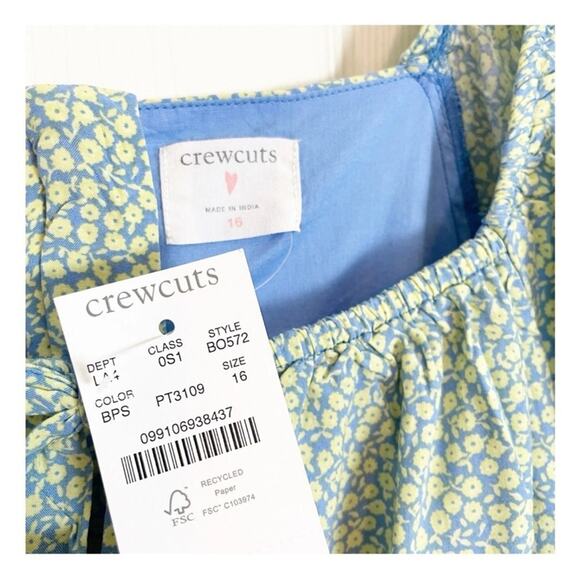 crewcuts
MADE IN INDIA
16
crewcuts
DEPT CLASS STYLE
0S1 BO572
COLOR SIZE
BPS PT3109 16
099106938437
RECYCLED
Paper
FSC® C103974
FSC